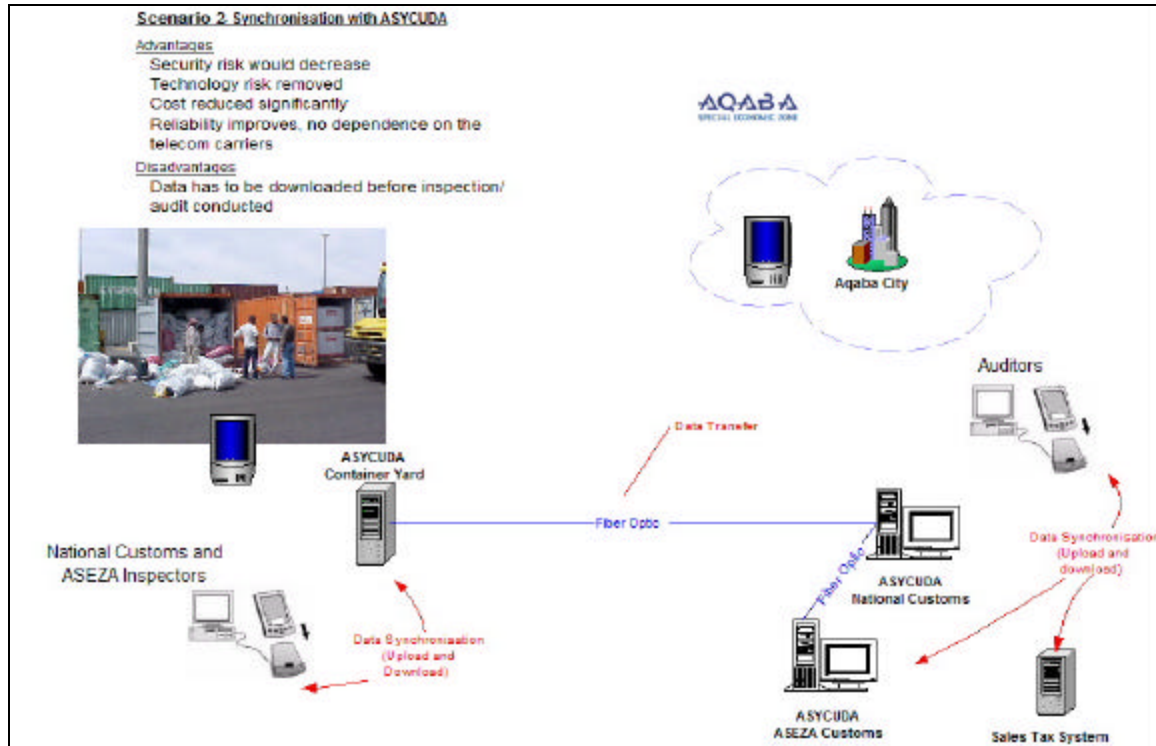 Scenario 2 Synchronisation with ASYCUDA
Advantages
Security risk would decrease
Technology risk removed
Cost reduced significantly
Reliability improves, no dependence on the
telecom carriers
Disadvantages
Data has to be downloaded before inspection/
audit conducted
AQABA
SPECIAL ECONOMIC ZONE
Aqaba City
Auditors
Data Transfer
ASYCUDA
Container Yard
Fiber Optic
National Customs and
ASEZA Inspectors
Data Synchronisation
(Upload and
Download)
Fiber Optic
ASYCUDA
National Customs
Data Synchronisation
(Upload and
download)
ASYCUDA
ASEZA Customs
Sales Tax System